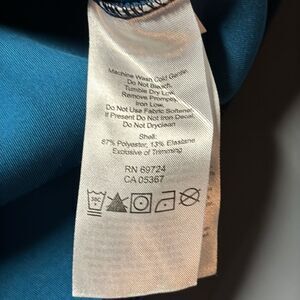 Machine Wash Cold Gentle.
Do Not Bleach.
Tumble Dry Low.
Remove Promptly.
Iron Low.
Do Not Use Fabric Softener.
If Present Do Not Iron Decal.
Do Not Dryclean
Shell:
87% Polyester, 13% Elastane
Exclusive of Trimming
RN 69724
CA 05367
30C